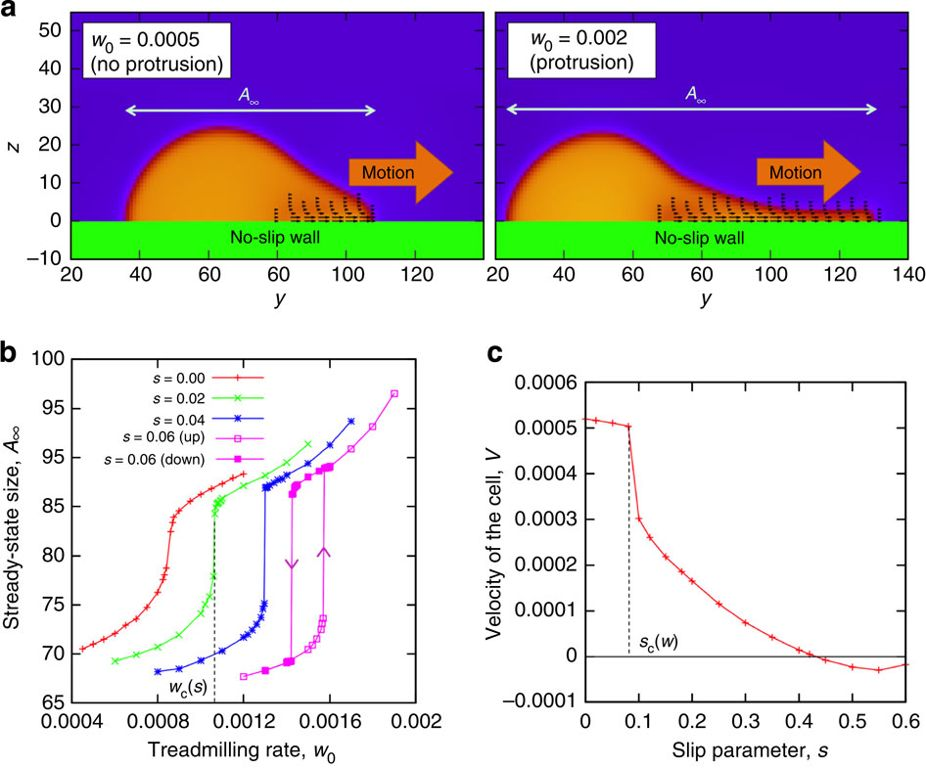 a
w0 = 0.0005
(no protrusion)
w0 = 0.002
(protrusion)
A∞
A∞
Motion
Motion
No-slip wall
No-slip wall
z
55
50
40
30
20
10
0
–10
20 40 60 80 100 120
20 40 60 80 100 120 140
y
y
b
100
95
95
85
80
75
70
65
s = 0.00
s = 0.02
s = 0.04
s = 0.06 (up)
s = 0.06 (down)
wc(s)
Stready-state size, A∞
0.0004 0.0008 0.0012 0.0016 0.002
Treadmilling rate, w0
c
0.0006
0.0005
0.0004
0.0003
0.0002
0.0001
0
–0.0001
sc(w)
Velocity of the cell, V
0 0.1 0.2 0.3 0.4 0.5 0.6
Slip parameter, s